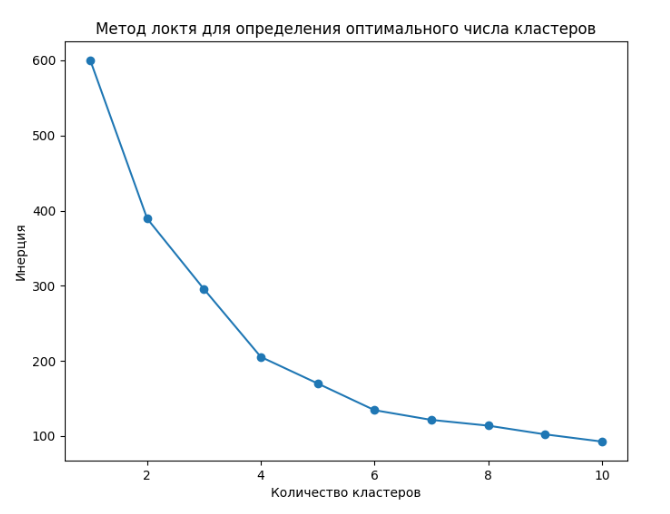 Метод локтя для определения оптимального числа кластеров
600
500
400
300
200
100
Инерция
2 4 6 8 10
Количество кластеров